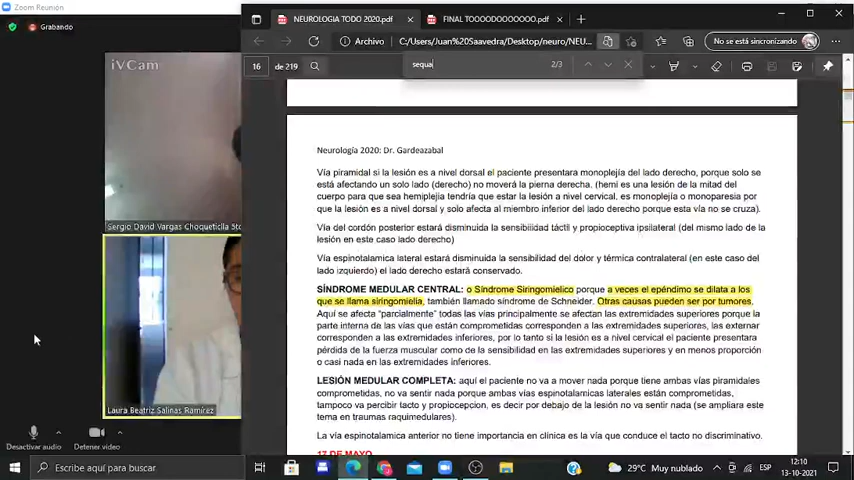 Zoom Reunión
Grabando
iVCam
Sergio David Vargas Choqueticlla 5to
Laura Beatriz Salinas Ramírez
Desactivar audio
Detener video
NEUROLOGIA TODO 2020.pdf
FINAL TOOOOOOOOOOO.pdf
Archivo
C:/Users/Juan%20Saavedra/Desktop/neuro/NEU...
No se está sincronizando
16 de 219
sequa
2/3
Neurología 2020: Dr. Gardeazabal
Vía piramidal si la lesión es a nivel dorsal el paciente presentara monoplejía del lado derecho, porque solo se
está afectando un solo lado (derecho) no moverá la pierna derecha. (hemi es una lesión de la mitad del
cuerpo para que sea hemiplejia tendría que estar la lesión a nivel cervical, es monoplejia o monoparesia por
que la lesión es a nivel dorsal y solo afecta al miembro inferior del lado derecho porque esta vía no se cruza).
Vía del cordón posterior estará disminuida la sensibilidad táctil y propioceptiva ipsilateral (del mismo lado de la
lesión en este caso lado derecho)
Vía espinotalamica lateral estará disminuida la sensibilidad del dolor y térmica contralateral (en este caso del
lado izquierdo) el lado derecho estará conservado.
SÍNDROME MEDULAR CENTRAL: o Síndrome Siringomielico porque a veces el epéndimo se dilata a los
que se llama siringomielia, también llamado síndrome de Schneider. Otras causas pueden ser por tumores.
Aquí se afecta "parcialmente" todas las vías principalmente se afectan las extremidades superiores porque la
parte interna de las vías que están comprometidas corresponden a las extremidades superiores, las externar
corresponden a las extremidades inferiores, por lo tanto si la lesión es a nivel cervical el paciente presentara
pérdida de la fuerza muscular como de la sensibilidad en las extremidades superiores y en menos proporción
o casi nada en las extremidades inferiores.
LESIÓN MEDULAR COMPLETA: aquí el paciente no va a mover nada porque tiene ambas vías piramidales
comprometidas, no va sentir nada porque ambas vías espinotalamicas laterales están comprometidas,
tampoco va percibir tacto y propiocepcion, es decir por debajo de la lesión no va sentir nada (se ampliara este
tema en traumas raquimedulares).
La vía espinotalamica anterior no tiene importancia en clínica es la vía que conduce el tacto no discriminativo.
17 DE MAYO
Escribe aquí para buscar
29°C Muy nublado
ESP
12:10
13-10-2021